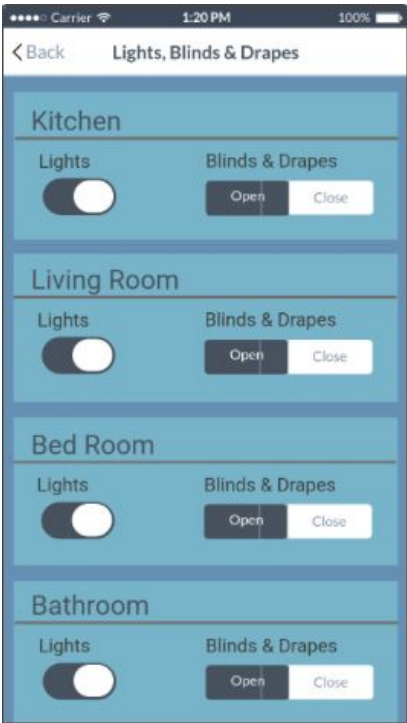 Carrier 1:20 PM 100%
Back Lights, Blinds & Drapes
Kitchen
Lights Blinds & Drapes
Open Close
Living Room
Lights Blinds & Drapes
Open Close
Bed Room
Lights Blinds & Drapes
Open Close
Bathroom
Lights Blinds & Drapes
Open Close